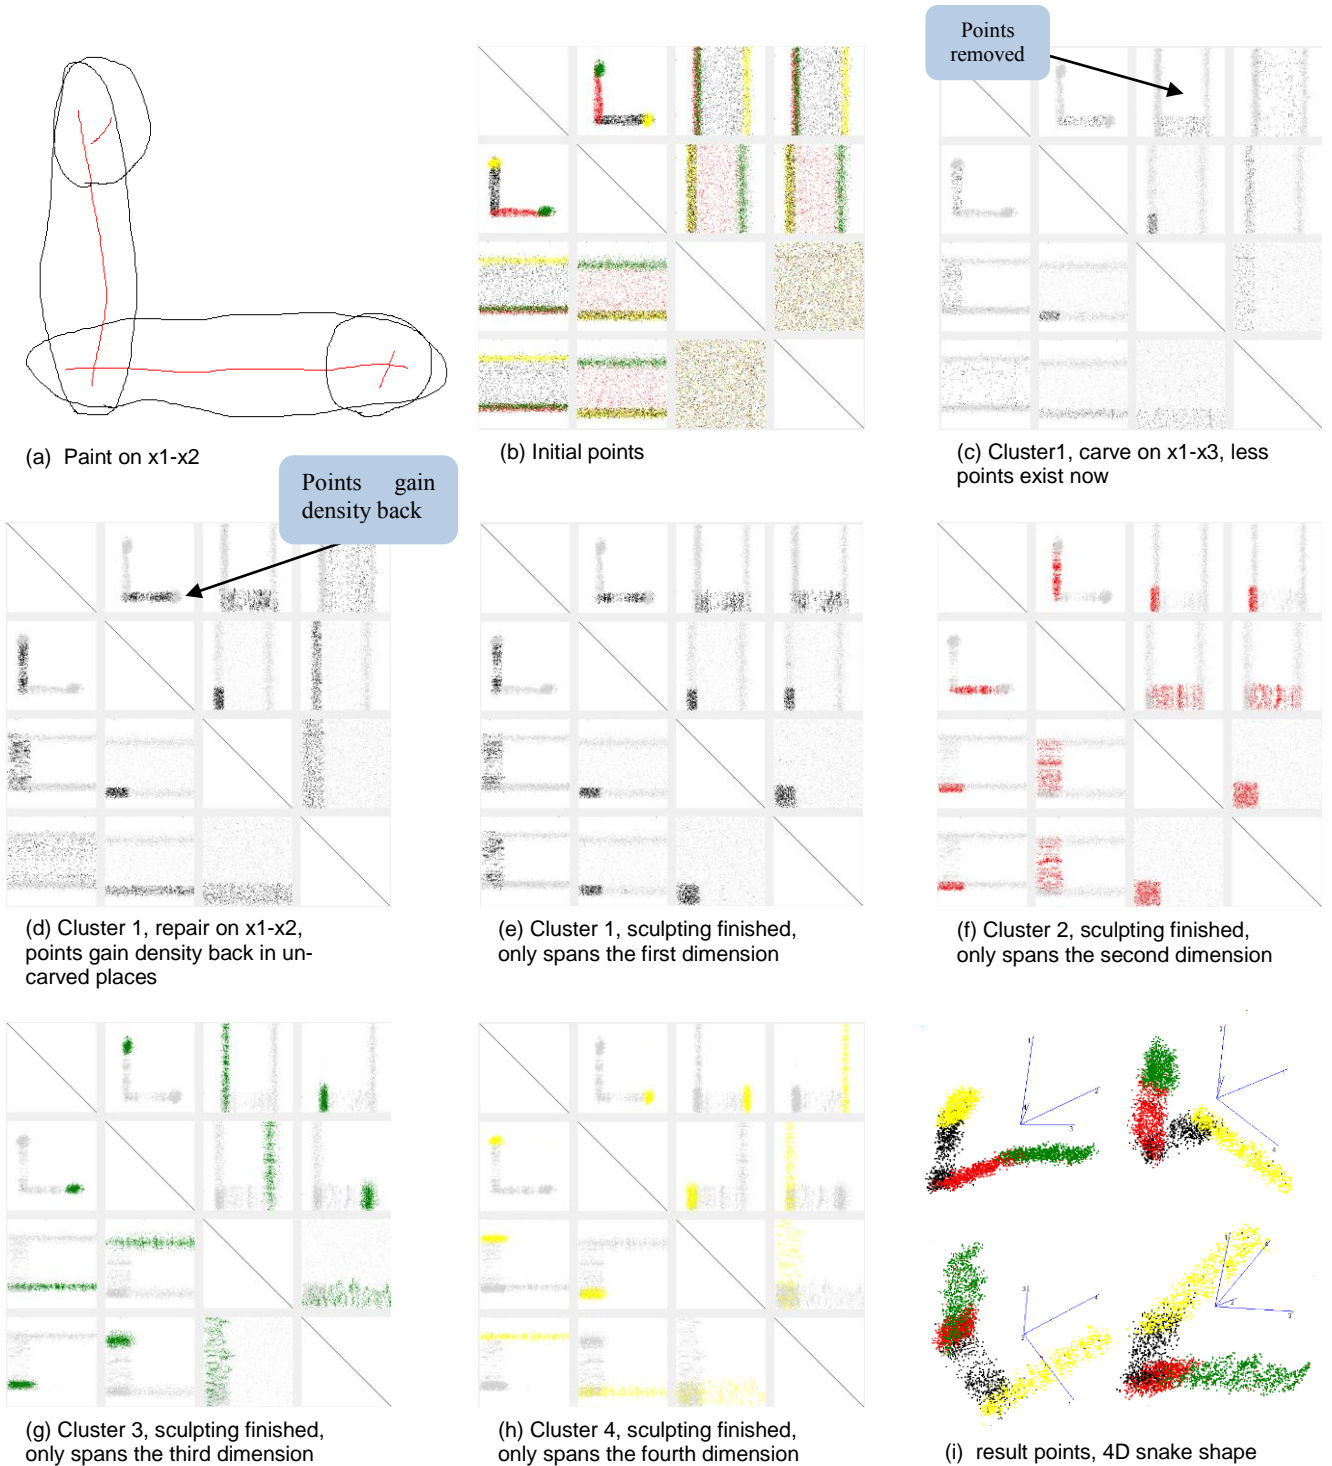 Points
removed
(a) Paint on x1-x2
(b) Initial points
(c) Cluster1, carve on x1-x3, less
points exist now
Points gain
density back
(d) Cluster 1, repair on x1-x2,
points gain density back in un-
carved places
(e) Cluster 1, sculpting finished,
only spans the first dimension
(f) Cluster 2, sculpting finished,
only spans the second dimension
(g) Cluster 3, sculpting finished,
only spans the third dimension
(h) Cluster 4, sculpting finished,
only spans the fourth dimension
(i) result points, 4D snake shape